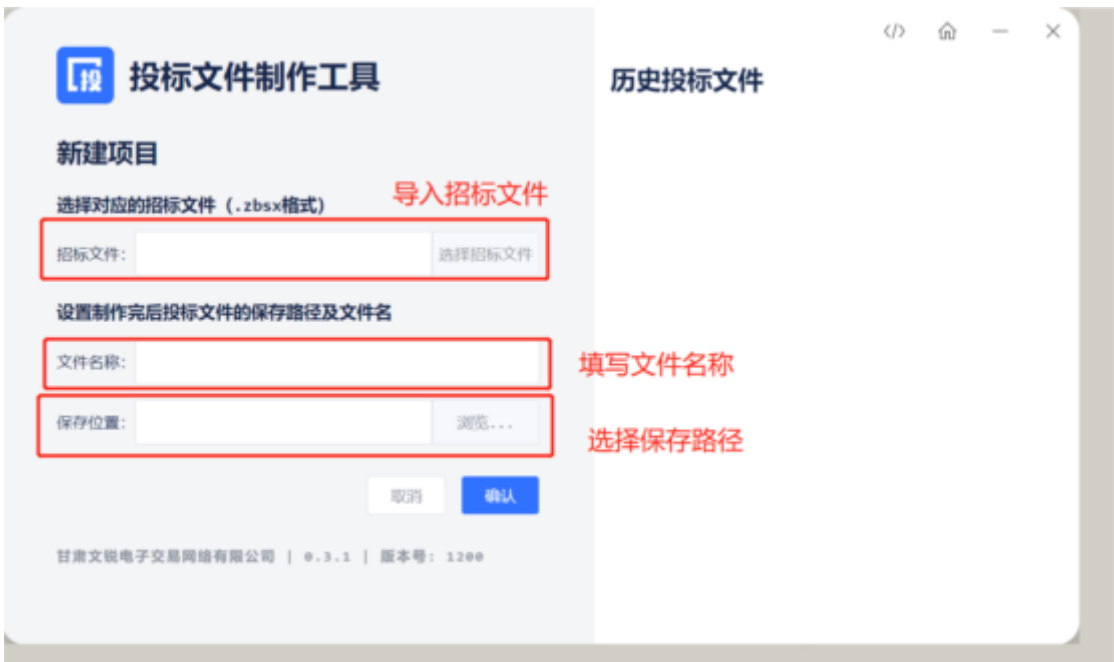 投
投标文件制作工具
历史投标文件
新建项目
选择对应的招标文件（.zbsx格式）
导入招标文件
招标文件：
选择招标文件
设置制作完后投标文件的保存路径及文件名
文件名称：
填写文件名称
保存位置：
浏览...
选择保存路径
取消
确认
甘肃文锐电子交易网络有限公司 | 0.3.1 | 版本号: 1200